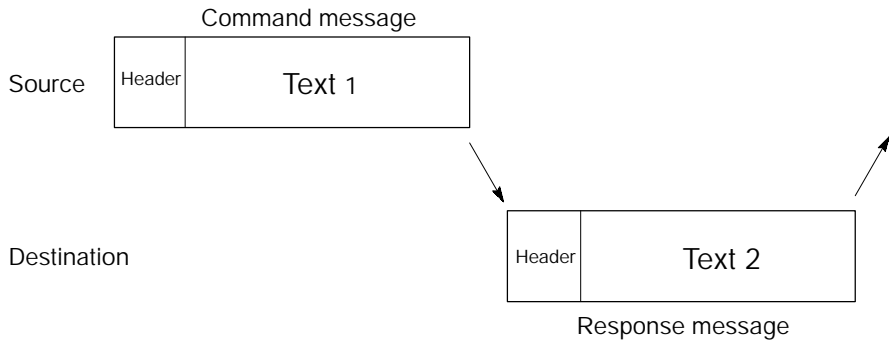 Command message
Source
Header
Text 1
Destination
Header
Text 2
Response message